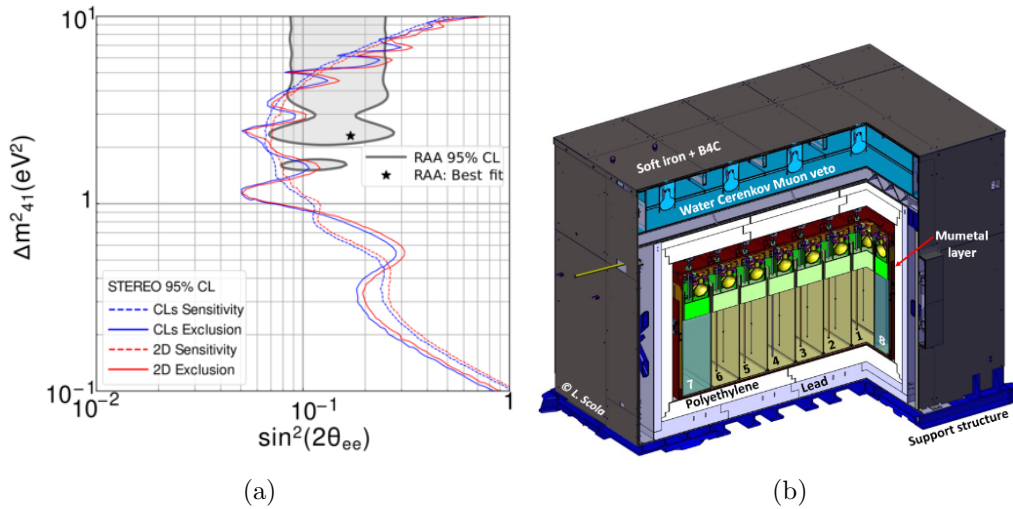 10¹
1
10⁻¹
Δm²₄₁(eV²)
RAA 95% CL
RAA: Best fit
STEREO 95% CL
CLs Sensitivity
CLs Exclusion
2D Sensitivity
2D Exclusion
10⁻²
10⁻¹
1
sin²(2θₑₑ)
(a)
Soft iron + B4C
Water Cerenkov Muon veto
Mumetal
layer
7
6
5
4
3
2
1
8
Polyethylene
Lead
© L. Scola
Support structure
(b)